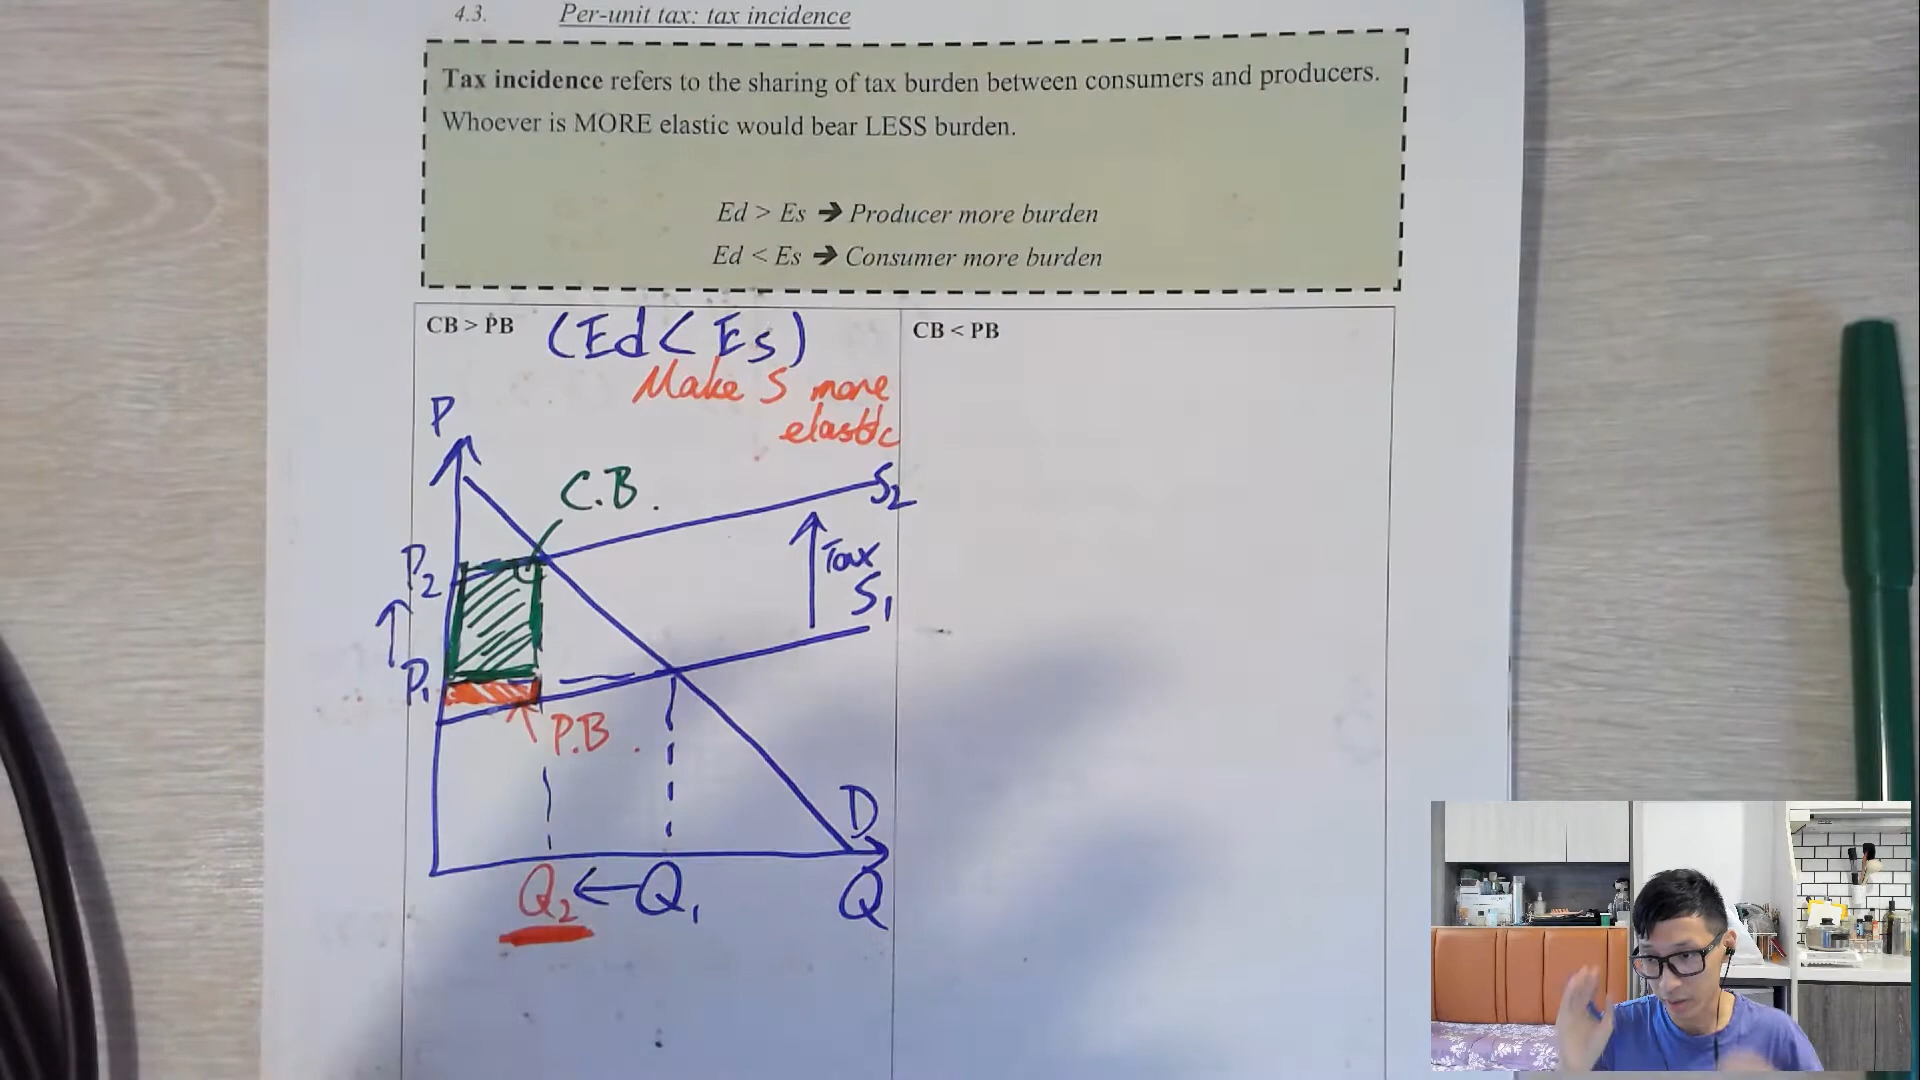 4.3. Per-unit tax: tax incidence
Tax incidence refers to the sharing of tax burden between consumers and producers.
Whoever is MORE elastic would bear LESS burden.
Ed > Es ➔ Producer more burden
Ed < Es ➔ Consumer more burden
CB > PB (Ed < Es)
Make S more
elastic
CB < PB
P
C.B.
S2
P2
Tax
S1
P1
P.B.
D
Q2 ← Q1
Q